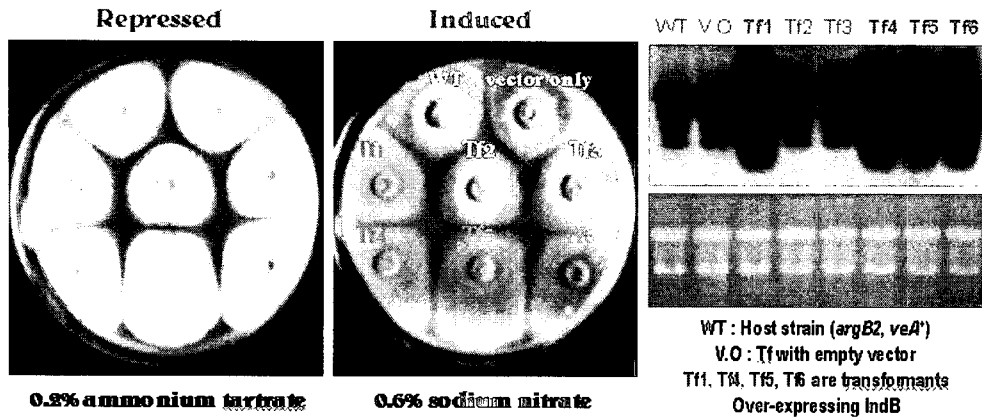 Repressed
Induced
WT V.O Tf1 Tf2 Tf3 Tf4 Tf5 Tf6
WT vector only
Tf1 Tf2 Tf3
Tf4
0.2% ammonium tartrate
0.6% sodium nitrate
WT : Host strain (argB2, veA+)
V.O : Tf with empty vector
Tf1, Tf4, Tf5, Tf6 are transformants
Over-expressing IndB